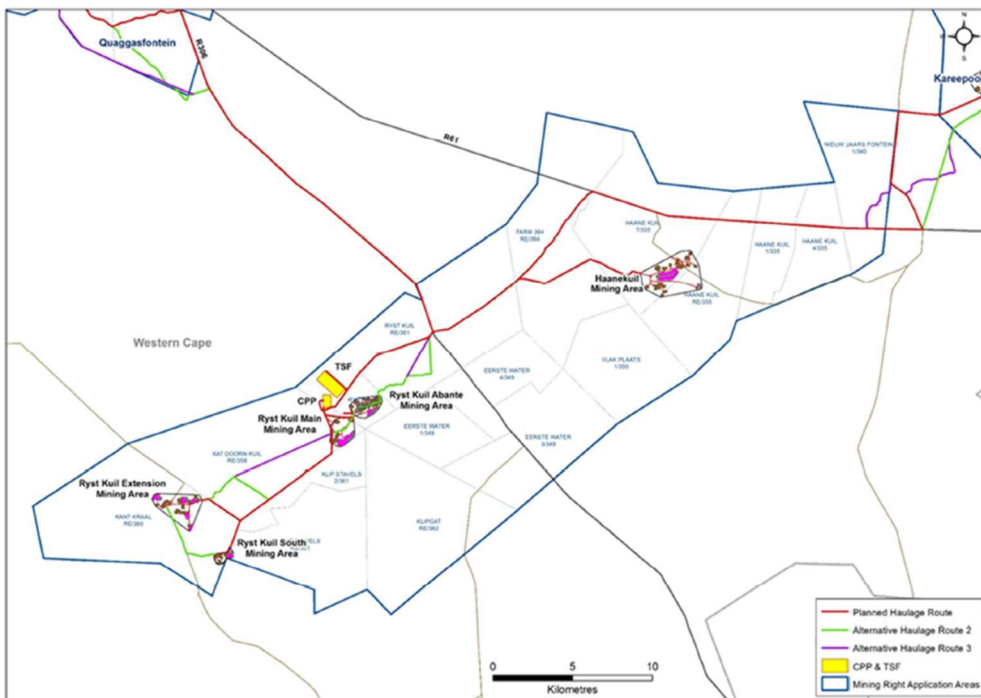 Quaggasfontein
R306
N
S
Kareepoo
R61
NIEUW JAARS FONTEIN
1/340
FARM 394
RE/394
HAANE KUIL
7/335
HAANE KUIL
1/335
HAANE KUIL
4/335
Haanekuil
Mining Area
HAANE KUIL
RE/335
RYST KUIL
RE/351
Western Cape
TSF
EERSTE WATER
4/349
VLAK PLAATS
1/350
CPP
Ryst Kuil Abante
Mining Area
Ryst Kuil Main
Mining Area
EERSTE WATER
1/349
EERSTE WATER
3/349
KAT DOORN KUIL
RE/359
KLIP STAVELS
2/361
Ryst Kuil Extension
Mining Area
KANT KRAAL
RE/360
KLIPGAT
RE/362
Ryst Kuil South
Mining Area
0 5 10
Kilometres
Planned Haulage Route
Alternative Haulage Route 2
Alternative Haulage Route 3
CPP & TSF
Mining Right Application Areas